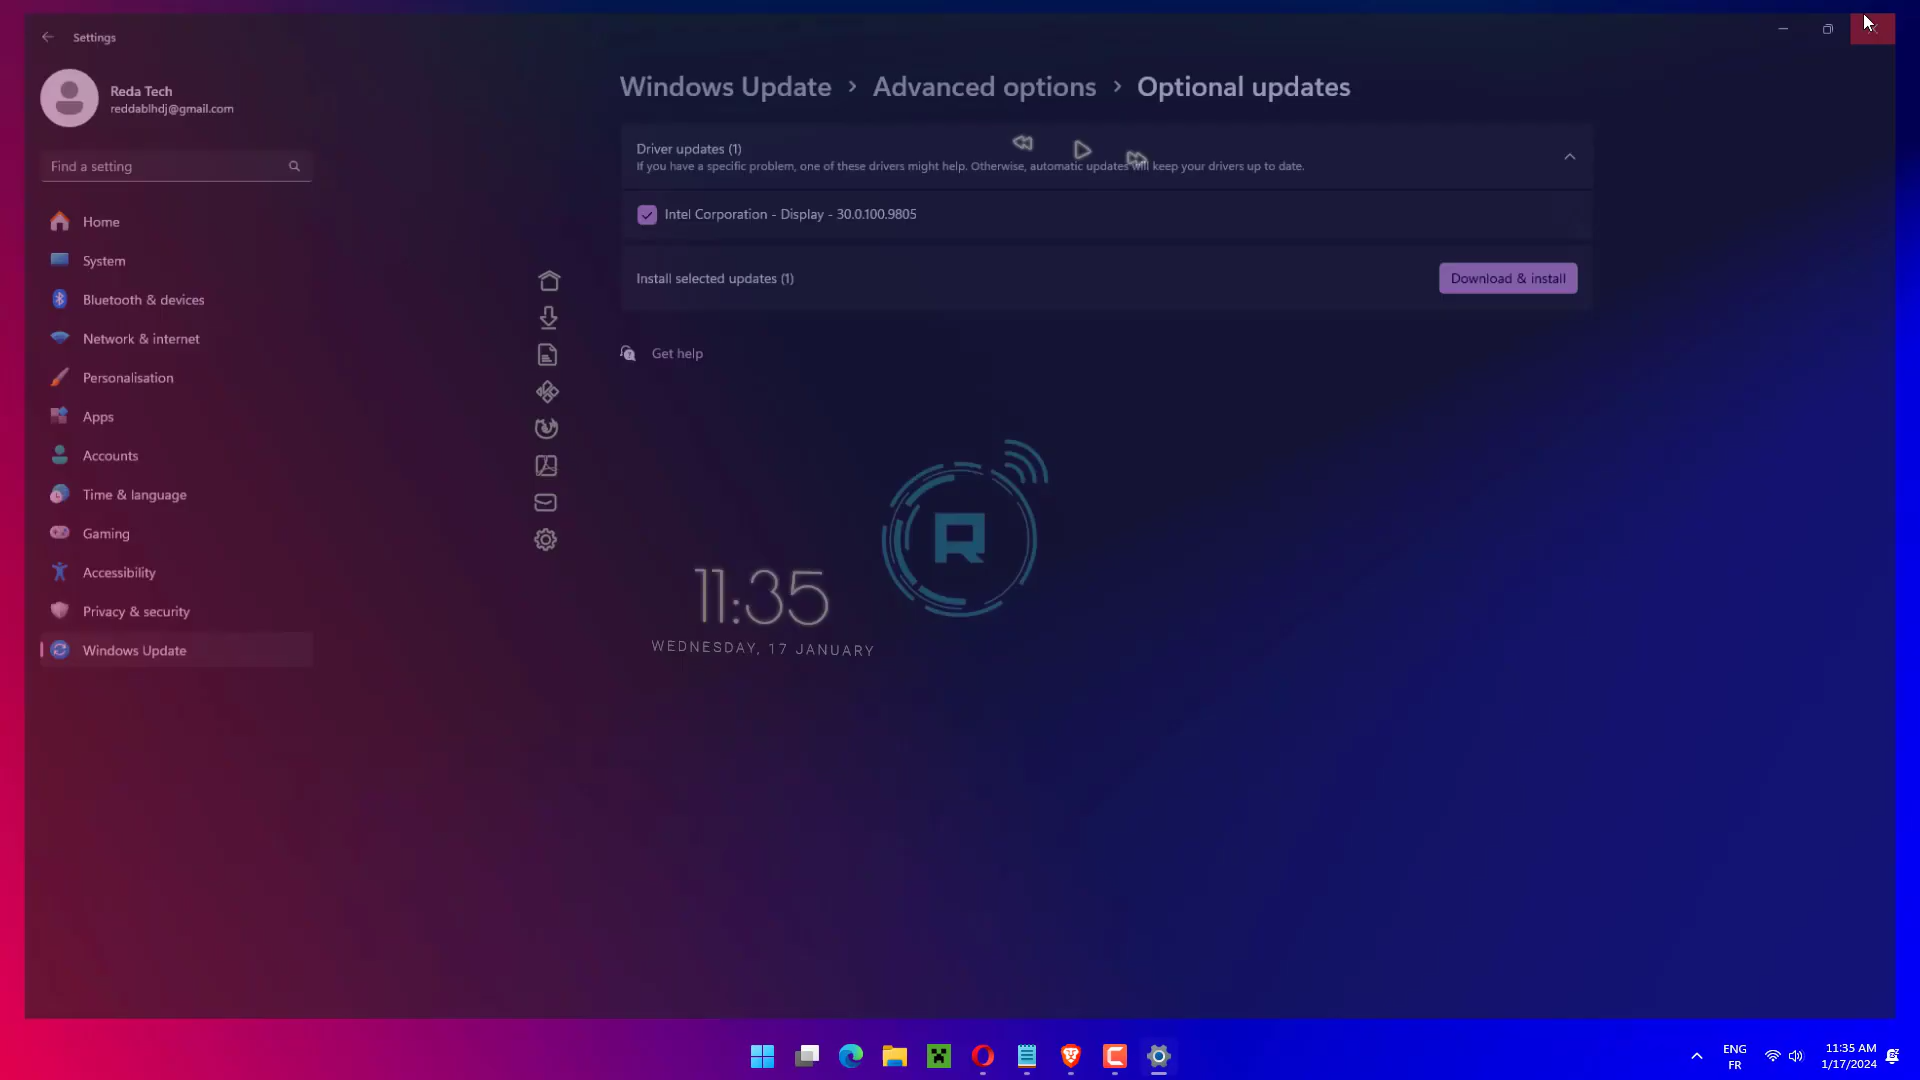 Settings
Reda Tech
reddablhdj@gmail.com
Find a setting
Home
System
Bluetooth & devices
Network & internet
Personalisation
Apps
Accounts
Time & language
Gaming
Accessibility
Privacy & security
Windows Update
Windows Update > Advanced options > Optional updates
Driver updates (1)
If you have a specific problem, one of these drivers might help. Otherwise, automatic updates will keep your drivers up to date.
Intel Corporation - Display - 30.0.100.9805
Install selected updates (1)
Download & install
Get help
R
11:35
WEDNESDAY, 17 JANUARY
ENG
FR
11:35 AM
1/17/2024